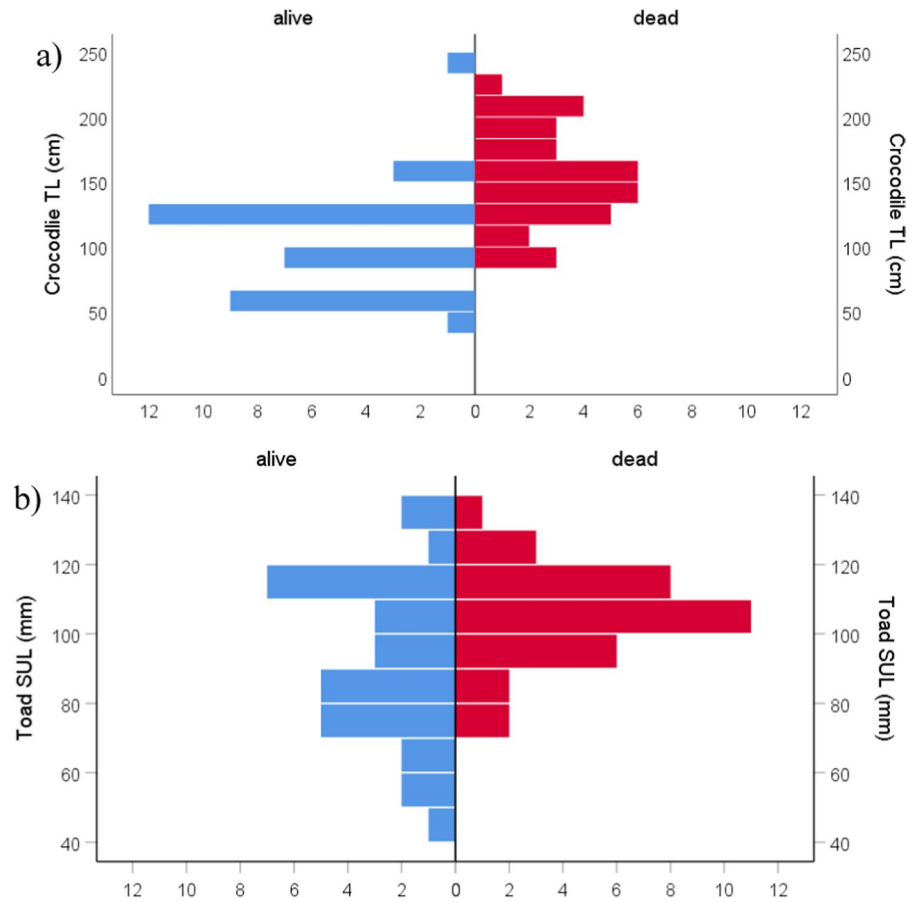 alive dead
a)
250 250
200 200
150 150
100 100
50 50
0 0
Crocodlie TL (cm)
Crocodile TL (cm)
12 10 8 6 4 2 0 2 4 6 8 10 12
alive dead
b)
140 140
120 120
100 100
80 80
60 60
40 40
Toad SUL (mm)
Toad SUL (mm)
12 10 8 6 4 2 0 2 4 6 8 10 12